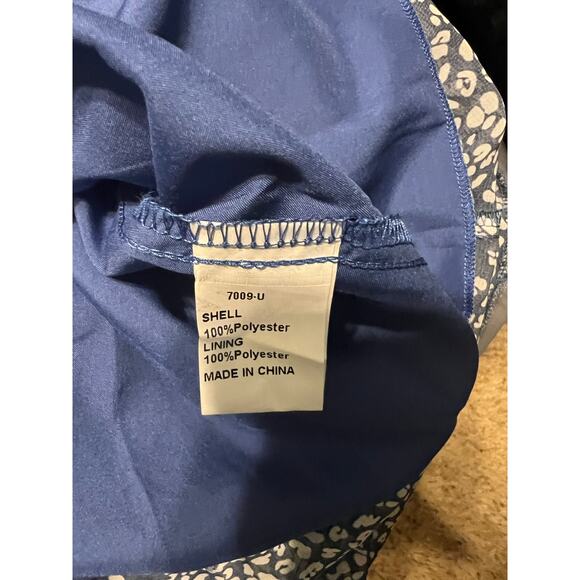 7009-U
SHELL
100%Polyester
LINING
100%Polyester
MADE IN CHINA